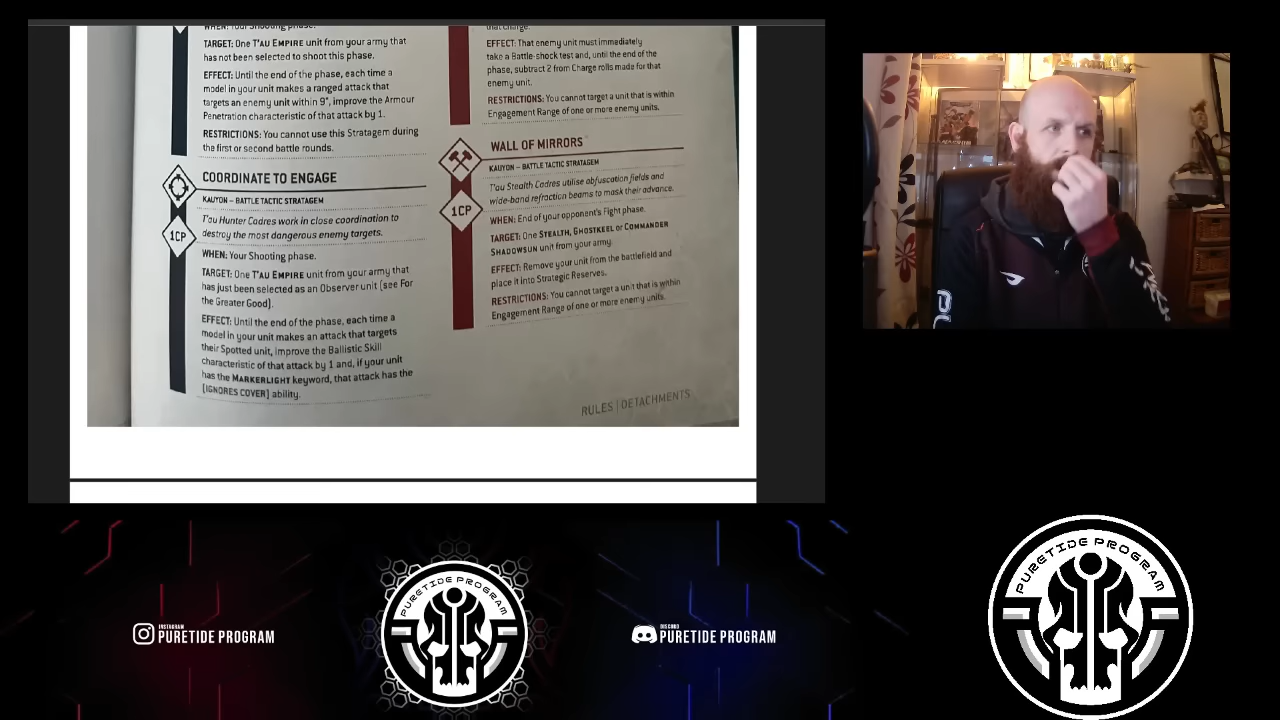 WHEN: Your Shooting phase.
TARGET: One T'AU EMPIRE unit from your army that
has not been selected to shoot this phase.
EFFECT: Until the end of the phase, each time a
model in your unit makes a ranged attack that
targets an enemy unit within 9", improve the Armour
Penetration characteristic of that attack by 1.
RESTRICTIONS: You cannot use this Stratagem during
the first or second battle rounds.
COORDINATE TO ENGAGE
KAUYON – BATTLE TACTIC STRATAGEM
1CP
T'au Hunter Cadres work in close coordination to
destroy the most dangerous enemy targets.
WHEN: Your Shooting phase.
TARGET: One T'AU EMPIRE unit from your army that
has just been selected as an Observer unit (see For
the Greater Good).
EFFECT: Until the end of the phase, each time a
model in your unit makes an attack that targets
their Spotted unit, improve the Ballistic Skill
characteristic of that attack by 1 and, if your unit
has the MARKERLIGHT keyword, that attack has the
[IGNORES COVER] ability.
that charge.
EFFECT: That enemy unit must immediately
take a Battle-shock test and, until the end of the
phase, subtract 2 from Charge rolls made for that
enemy unit.
RESTRICTIONS: You cannot target a unit that is within
Engagement Range of one or more enemy units.
WALL OF MIRRORS
KAUYON – BATTLE TACTIC STRATAGEM
1CP
T'au Stealth Cadres utilise obfuscation fields and
wide-band refraction beams to mask their advance.
WHEN: End of your opponent's Fight phase.
TARGET: One STEALTH, GHOSTKEEL or COMMANDER
SHADOWSUN unit from your army.
EFFECT: Remove your unit from the battlefield and
place it into Strategic Reserves.
RESTRICTIONS: You cannot target a unit that is within
Engagement Range of one or more enemy units.
RULES | DETACHMENTS
INSTAGRAM
PURETIDE PROGRAM
PURETIDE PROGRAM
DISCORD
PURETIDE PROGRAM
PURETIDE PROGRAM